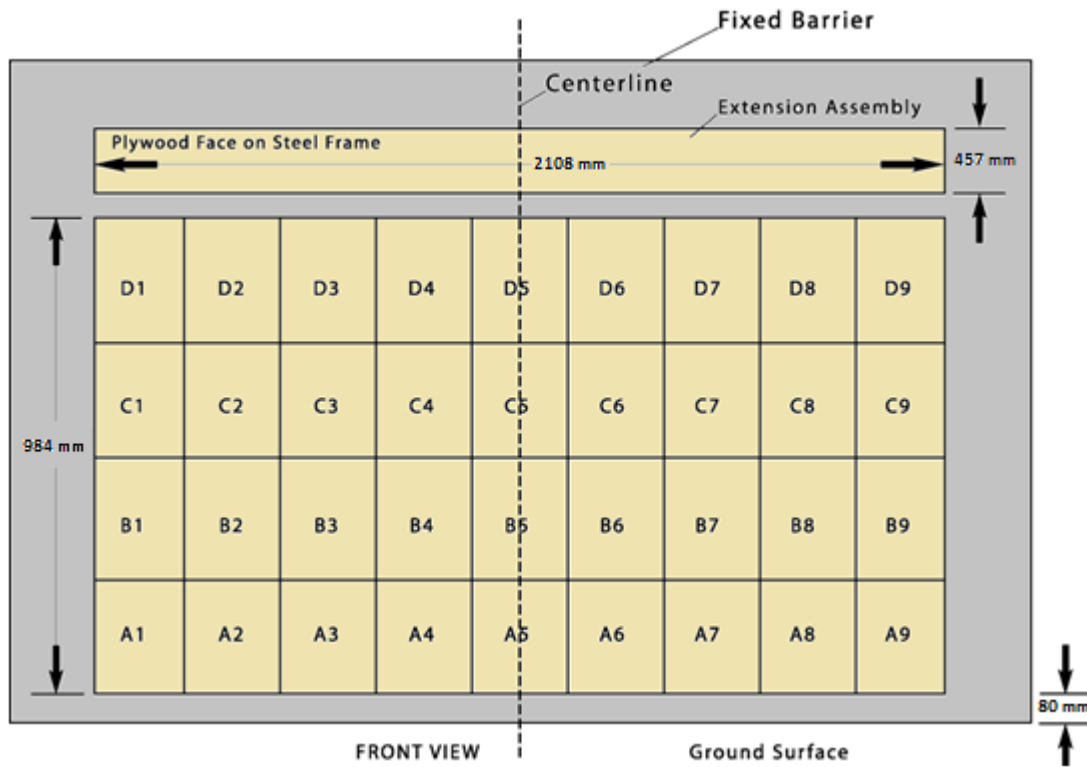 Fixed Barrier
Centerline
Extension Assembly
Plywood Face on Steel Frame
2108 mm
457 mm
D1 D2 D3 D4 D5 D6 D7 D8 D9
C1 C2 C3 C4 C5 C6 C7 C8 C9
984 mm
B1 B2 B3 B4 B5 B6 B7 B8 B9
A1 A2 A3 A4 A5 A6 A7 A8 A9
80 mm
FRONT VIEW
Ground Surface